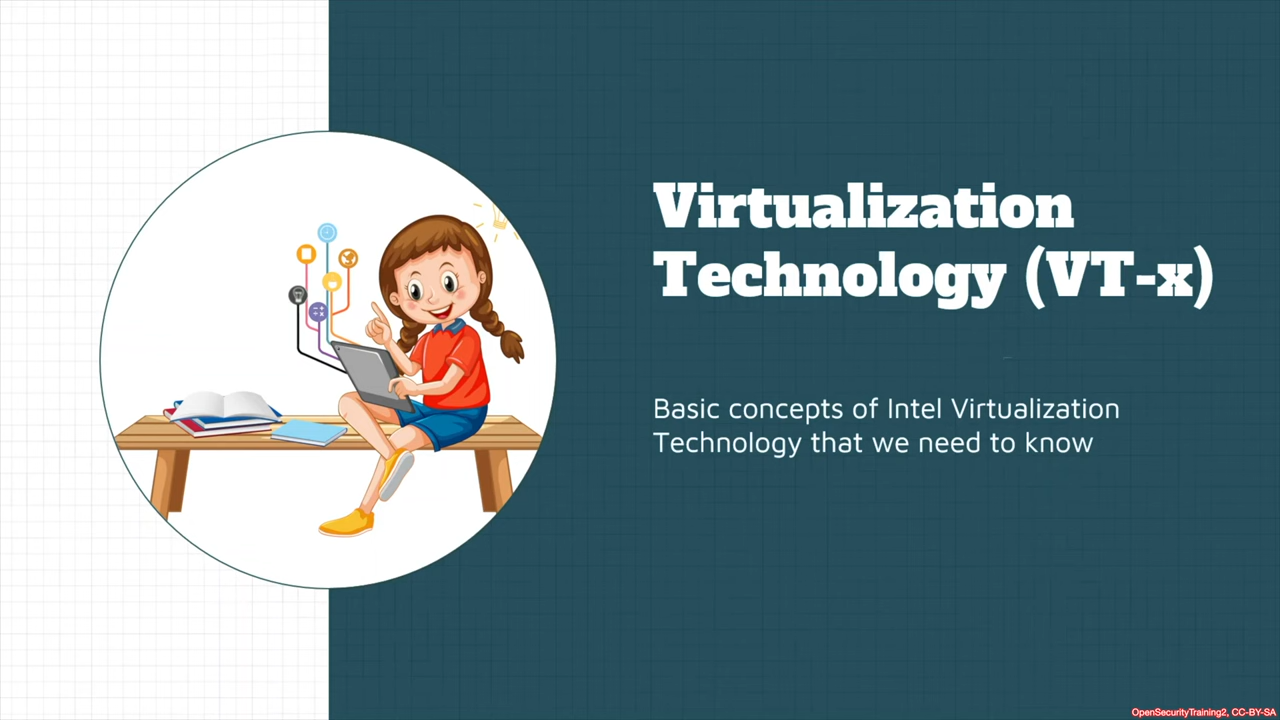 Virtualization
Technology (VT-x)
Basic concepts of Intel Virtualization
Technology that we need to know
OpenSecurityTraining2, CC-BY-SA